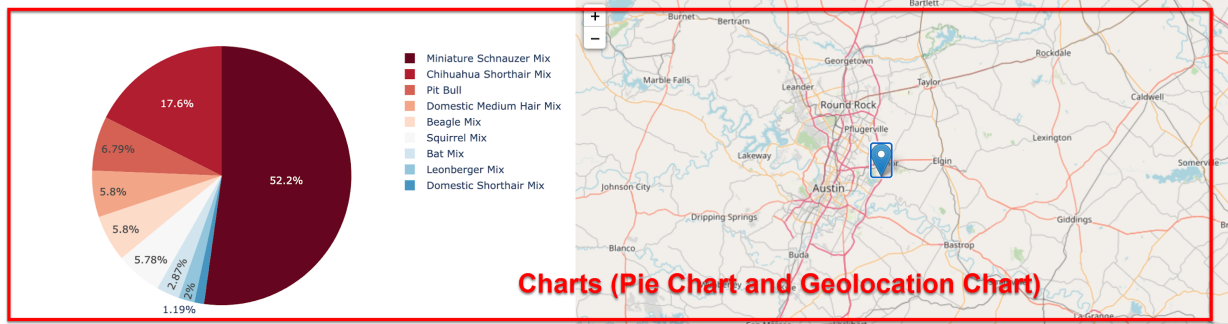 52.2%
17.6%
6.79%
5.8%
5.8%
5.78%
2.87%
2%
1.19%
Miniature Schnauzer Mix
Chihuahua Shorthair Mix
Pit Bull
Domestic Medium Hair Mix
Beagle Mix
Squirrel Mix
Bat Mix
Leonberger Mix
Domestic Shorthair Mix
+
−
Bartlett
Burnet
Bertram
Rockdale
Georgetown
Marble Falls
Taylor
Leander
Caldwell
Round Rock
Pflugerville
Lexington
Lakeway
Elgin
Somerville
Johnson City
Austin
Dripping Springs
Giddings
Blanco
Bastrop
Buda
Charts (Pie Chart and Geolocation Chart)
La Grange